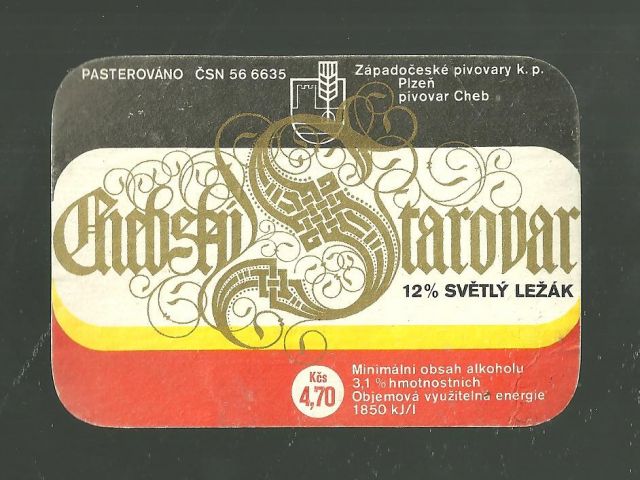 PASTEROVÁNO ČSN 56 6635
Západočeské pivovary k. p.
Plzeň
pivovar Cheb
Chebský Starovar
12% SVĚTLÝ LEŽÁK
Kčs
4,70
Minimální obsah alkoholu
3,1 % hmotnostních
Objemová využitelná energie
1850 kJ/l